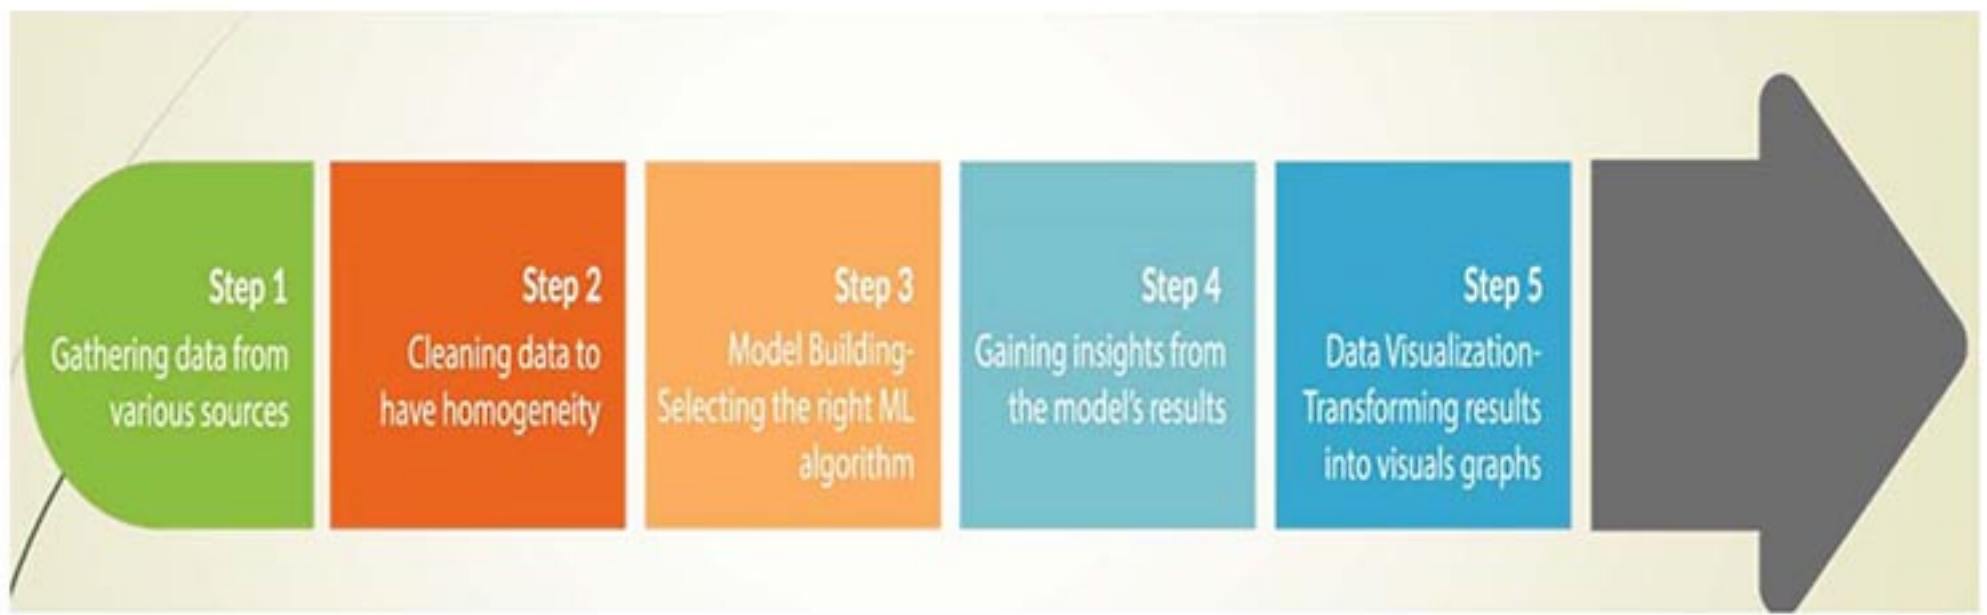 Step 1
Gathering data from
various sources
Step 2
Cleaning data to
have homogeneity
Step 3
Model Building-
Selecting the right ML
algorithm
Step 4
Gaining insights from
the model's results
Step 5
Data Visualization-
Transforming results
into visuals graphs